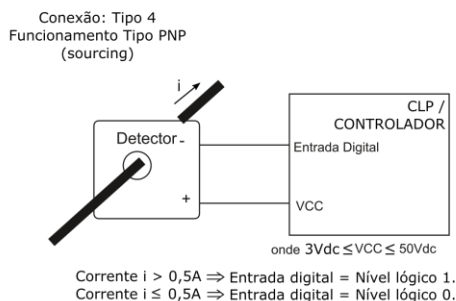 Conexão: Tipo 4
Funcionamento Tipo PNP
(sourcing)
i
Detector -
+
CLP /
CONTROLADOR
Entrada Digital
VCC
onde 3Vdc ≤ VCC ≤ 50Vdc
Corrente i > 0,5A ⇒ Entrada digital = Nível lógico 1.
Corrente i ≤ 0,5A ⇒ Entrada digital = Nível lógico 0.